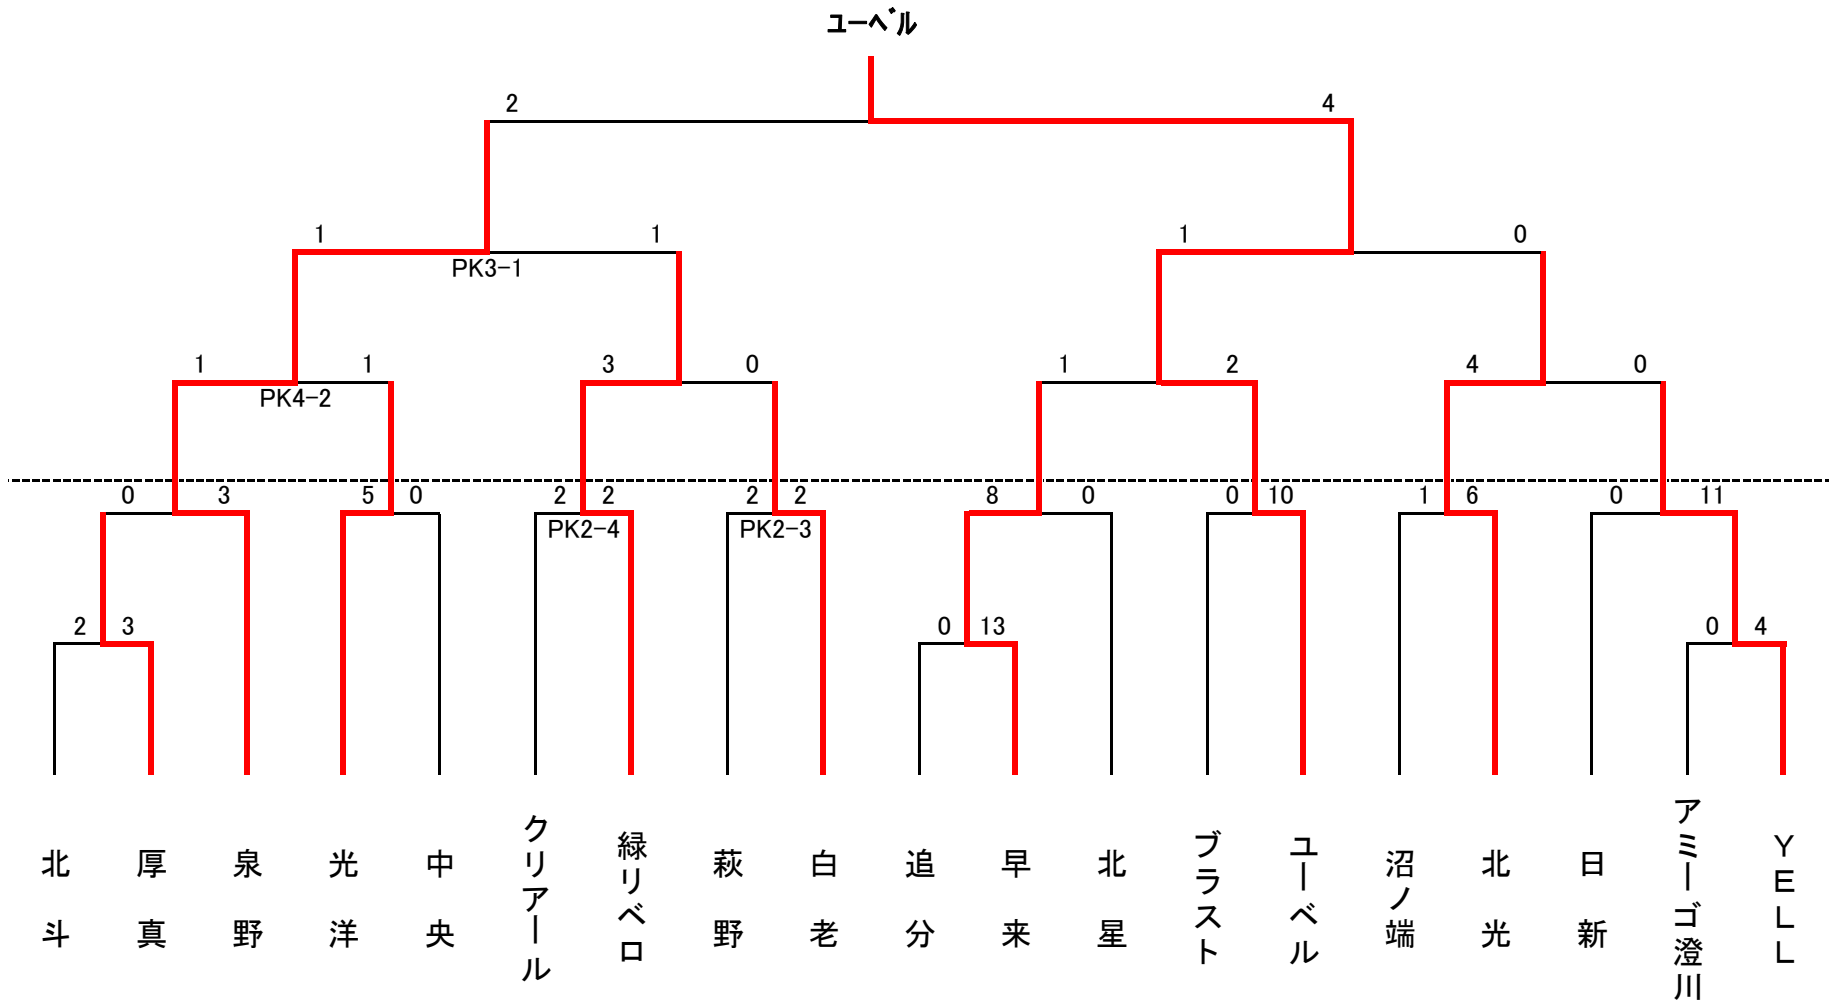 ユーベル
2 4
1 1 1 0
PK3-1
1 1 3 0 1 2 4 0
PK4-2
0 3 5 0 2 2 2 2 8 0 0 10 1 6 0 11
PK2-4 PK2-3
2 3 0 13 0 4
北斗
厚真
泉野
光洋
中央
クリアール
緑リベロ
萩野
白老
追分
早来
北星
ブラスト
ユーベル
沼ノ端
北光
日新
アミーゴ澄川
ＹＥＬＬ